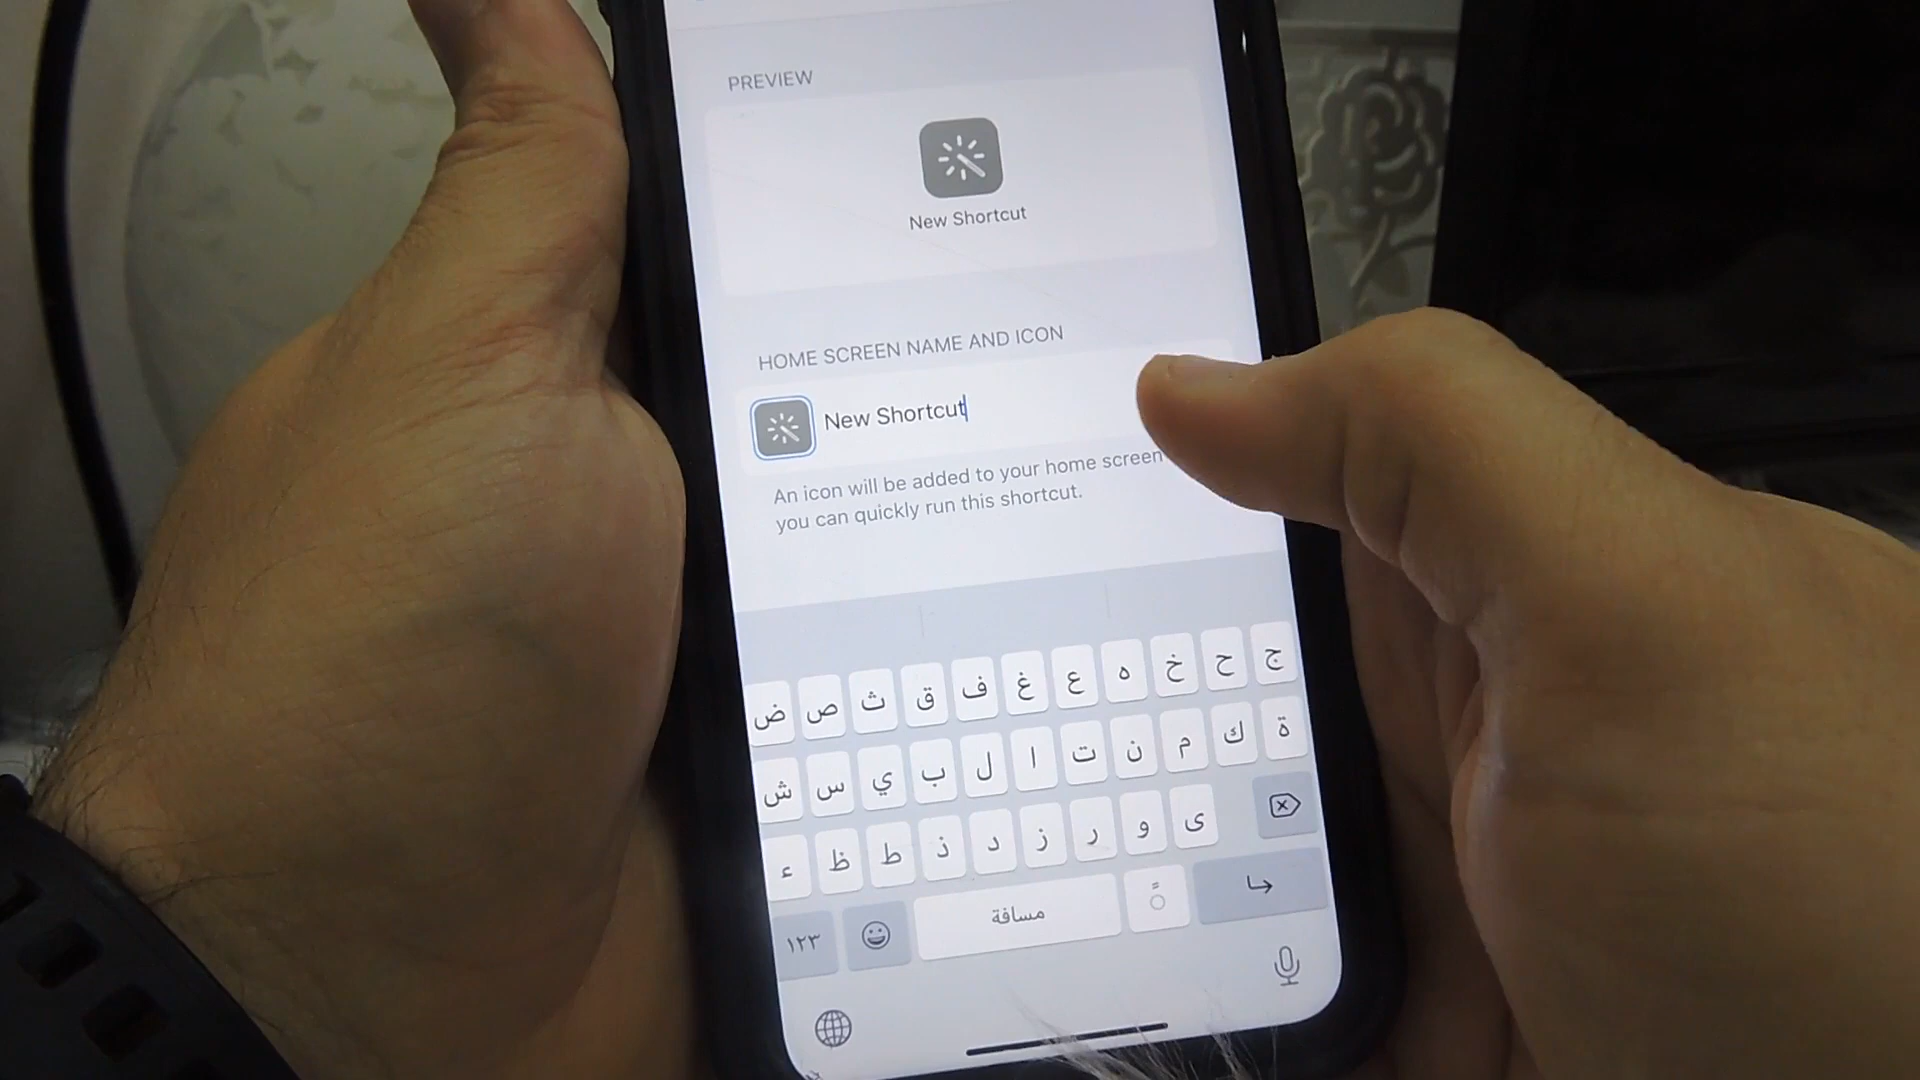 PREVIEW
New Shortcut
HOME SCREEN NAME AND ICON
New Shortcut
An icon will be added to your home screen
you can quickly run this shortcut.
ض ص ث ق ف غ ع ه خ ح ج
ش س ي ب ل ا ت ن م ك ة
ء ظ ط ذ د ز ر و ى
١٢٣
مسافة